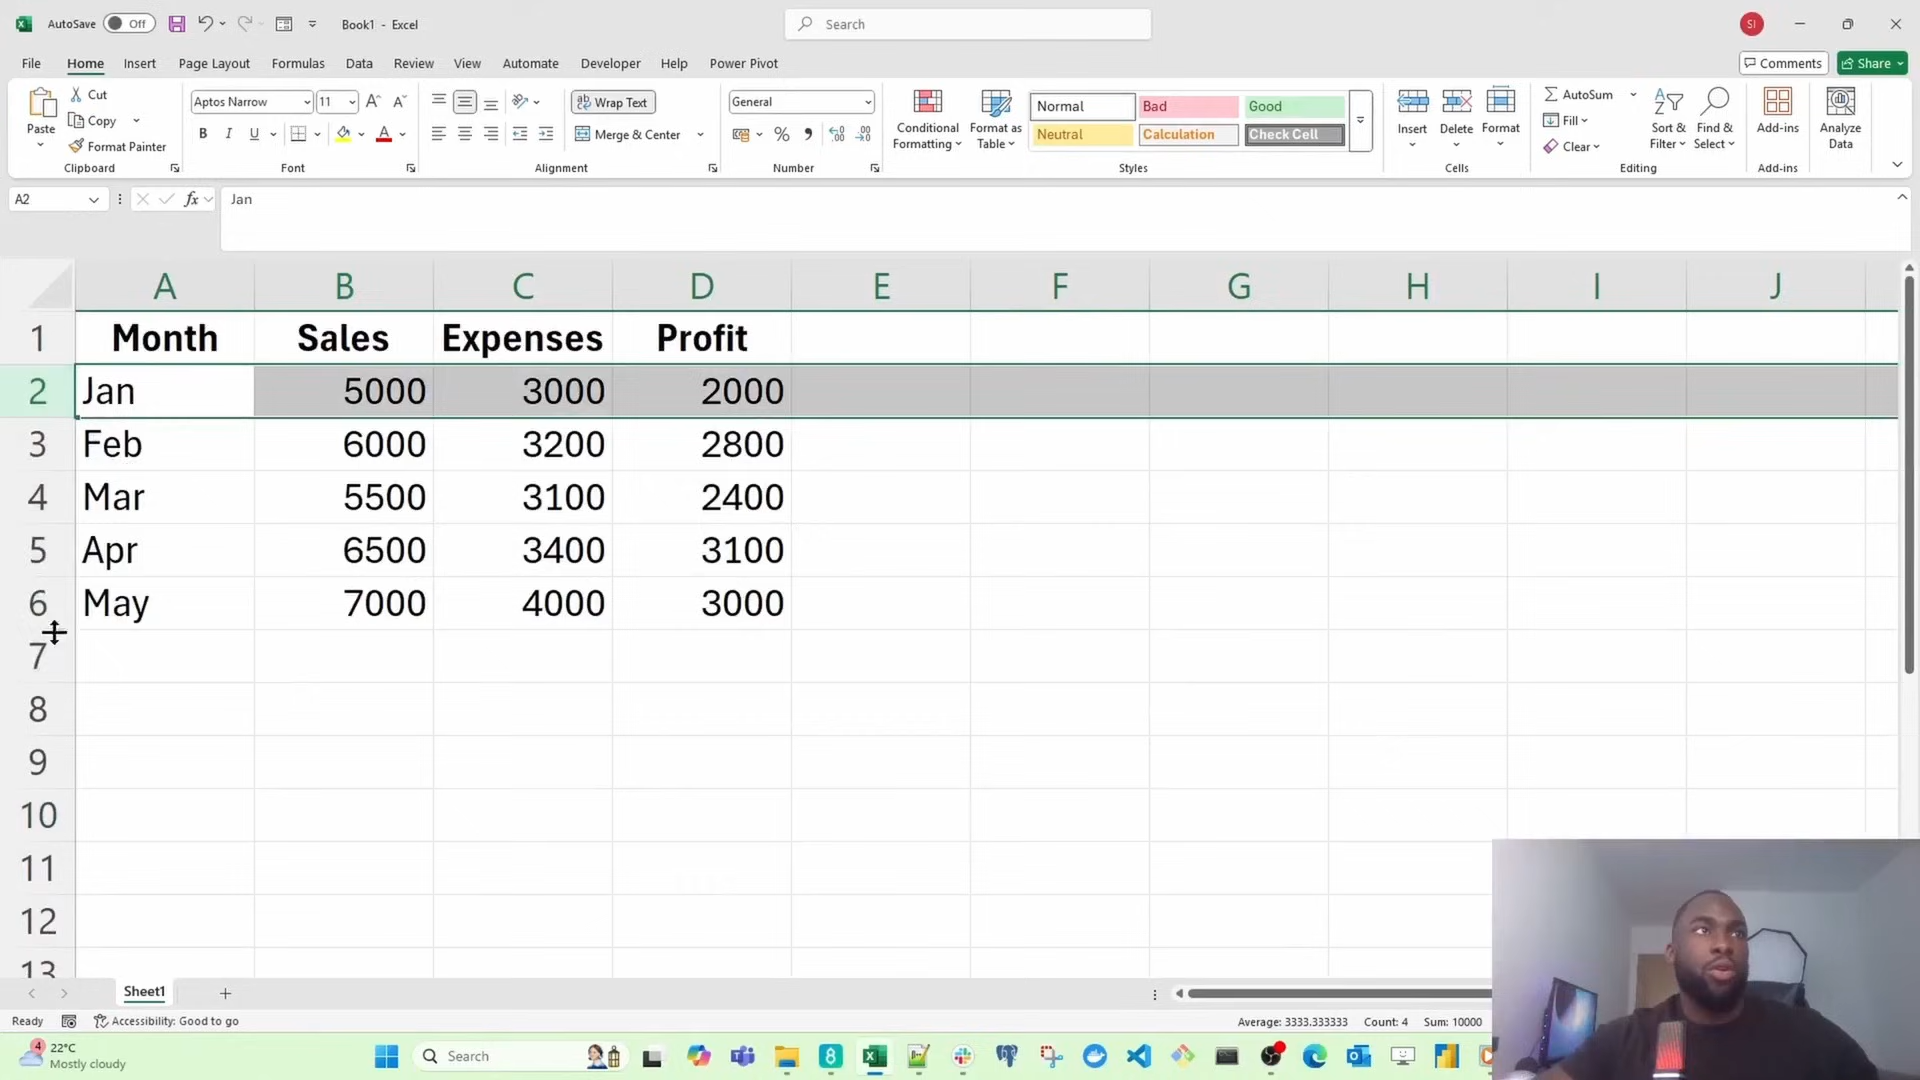 AutoSave Off Book1 - Excel Search SI
File Home Insert Page Layout Formulas Data Review View Automate Developer Help Power Pivot Comments Share
Paste Cut Copy Format Painter Clipboard
Aptos Narrow 11 B I U A Font
ab Wrap Text Merge & Center Alignment
General % Number
Conditional Formatting Format as Table Normal Bad Good Neutral Calculation Check Cell Styles
Insert Delete Format Cells
AutoSum Fill Clear Sort & Filter Find & Select Editing
Add-ins Add-ins
Analyze Data
A2 fx Jan
A B C D E F G H I J
1 Month Sales Expenses Profit
2 Jan 5000 3000 2000
3 Feb 6000 3200 2800
4 Mar 5500 3100 2400
5 Apr 6500 3400 3100
6 May 7000 4000 3000
7
8
9
10
11
12
13
Sheet1
Ready Accessibility: Good to go Average: 3333.333333 Count: 4 Sum: 10000
4 22°C
Mostly cloudy
Search
8